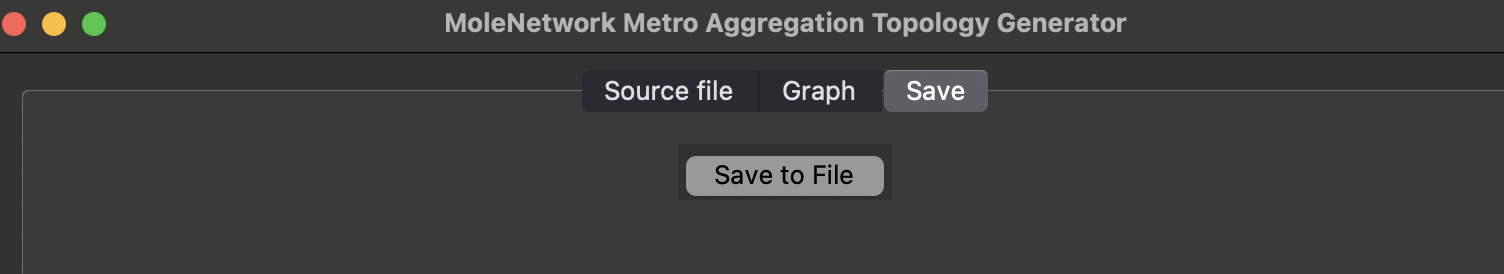 MoleNetwork Metro Aggregation Topology Generator
Source file Graph Save
Save to File